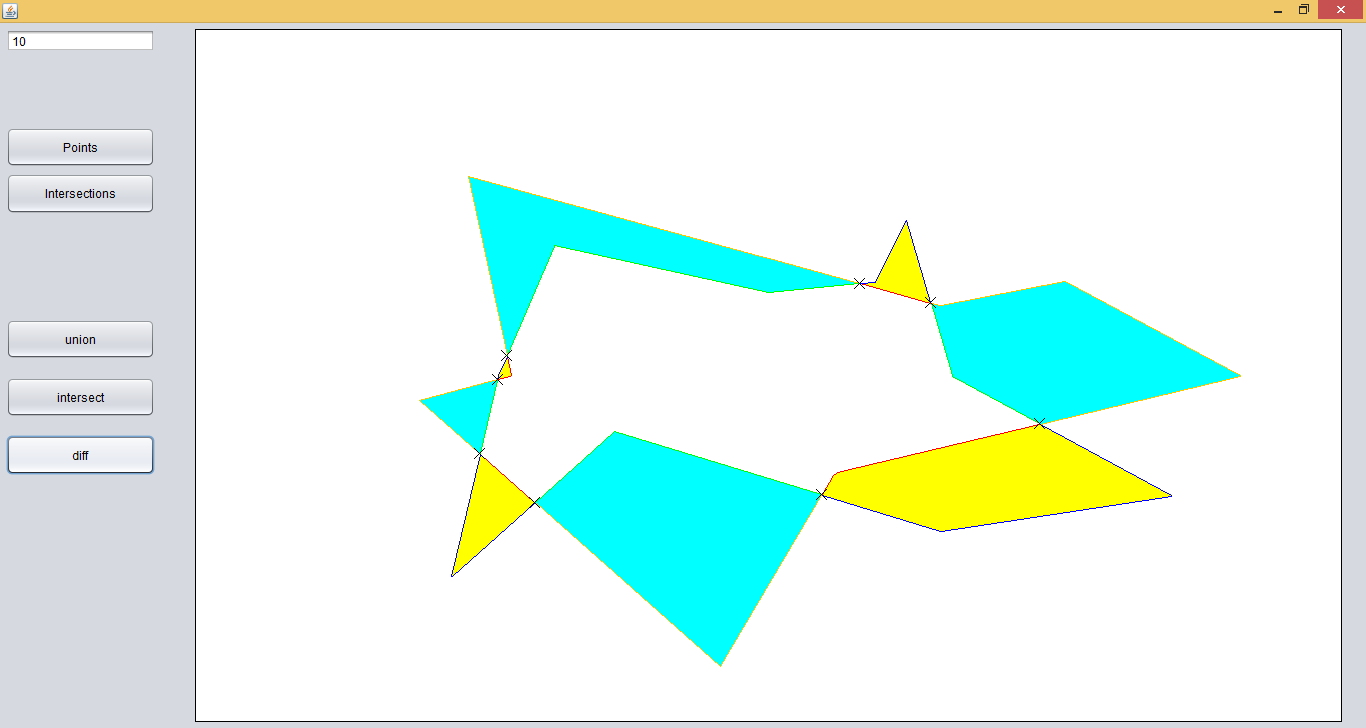 10
Points
Intersections
union
intersect
diff